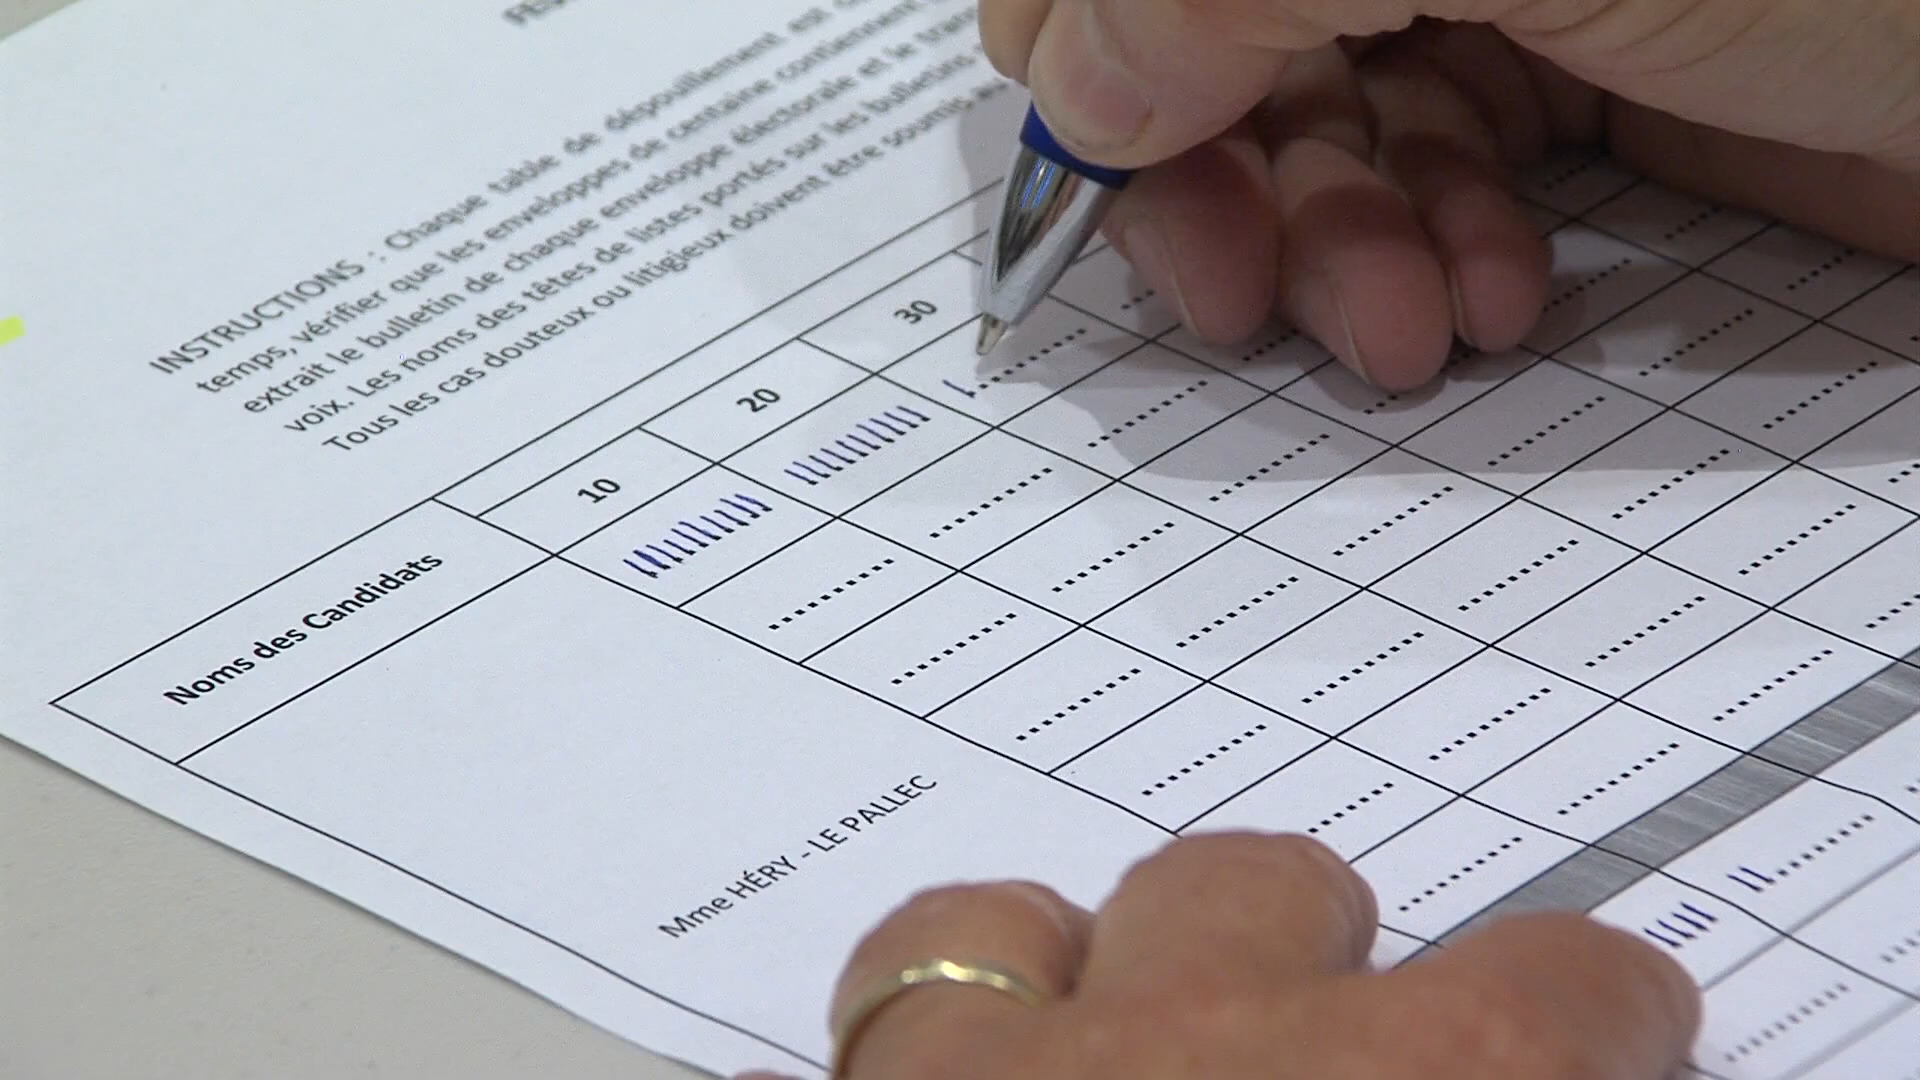 INSTRUCTIONS : Chaque table de dépouillement est
temps, vérifier que les enveloppes de centaine contiennent
extrait le bulletin de chaque enveloppe électorale et le
voix. Les noms des têtes de listes portés sur les bulletins
Tous les cas douteux ou litigieux doivent être soumis
Noms des Candidats
10
20
30
Mme HÉRY - LE PALLEC